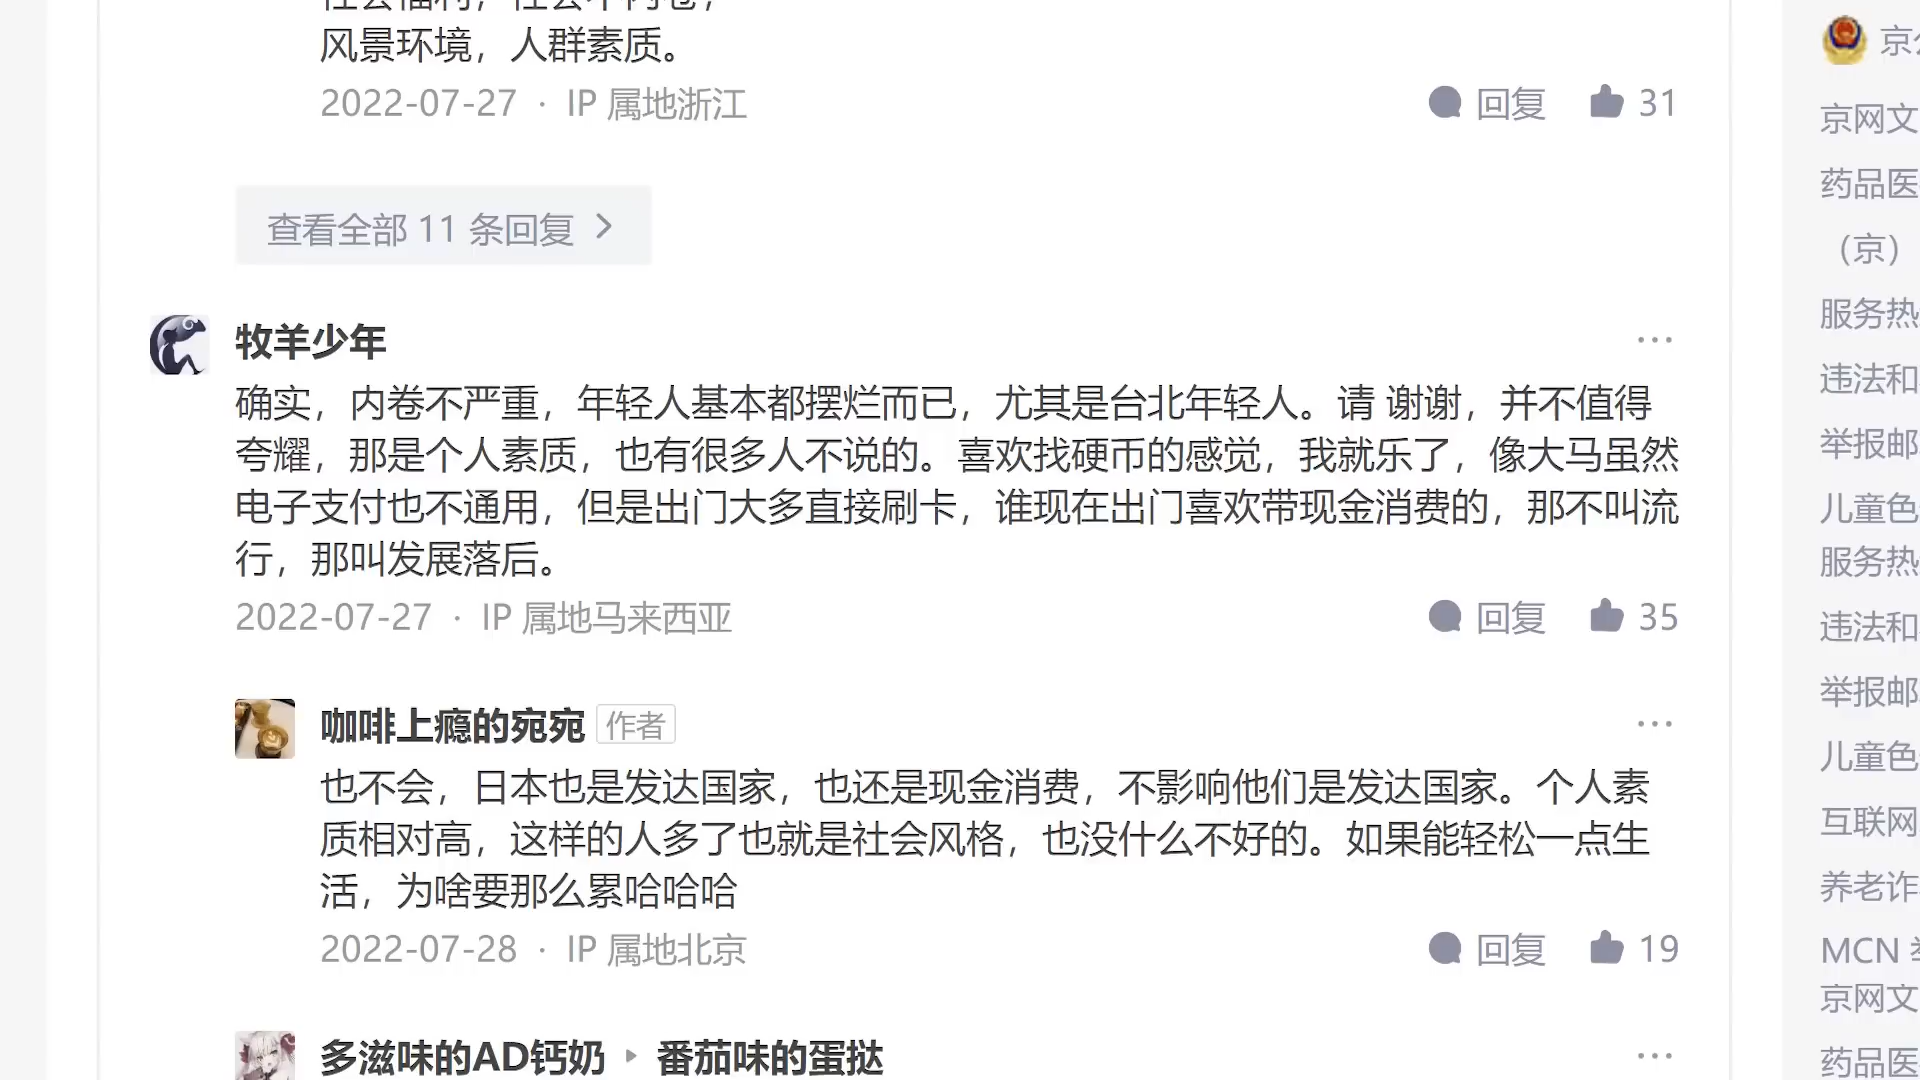 风景环境，人群素质。
2022-07-27 · IP 属地浙江
回复 31
查看全部 11 条回复 >
牧羊少年
确实，内卷不严重，年轻人基本都摆烂而已，尤其是台北年轻人。请 谢谢，并不值得
夸耀，那是个人素质，也有很多人不说的。喜欢找硬币的感觉，我就乐了，像大马虽然
电子支付也不通用，但是出门大多直接刷卡，谁现在出门喜欢带现金消费的，那不叫流
行，那叫发展落后。
2022-07-27 · IP 属地马来西亚
回复 35
咖啡上瘾的宛宛 作者
也不会，日本也是发达国家，也还是现金消费，不影响他们是发达国家。个人素
质相对高，这样的人多了也就是社会风格，也没什么不好的。如果能轻松一点生
活，为啥要那么累哈哈哈
2022-07-28 · IP 属地北京
回复 19
多滋味的AD钙奶 ▸ 番茄味的蛋挞
京
京网文
药品医
（京）
服务热
违法和
举报邮
儿童色
服务热
违法和
举报邮
儿童色
互联网
养老诈
MCN
京网文
药品医